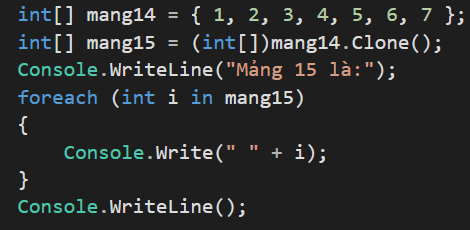 int[] mang14 = { 1, 2, 3, 4, 5, 6, 7 };
int[] mang15 = (int[])mang14.Clone();
Console.WriteLine("Mảng 15 là:");
foreach (int i in mang15)
{
    Console.Write(" " + i);
}
Console.WriteLine();